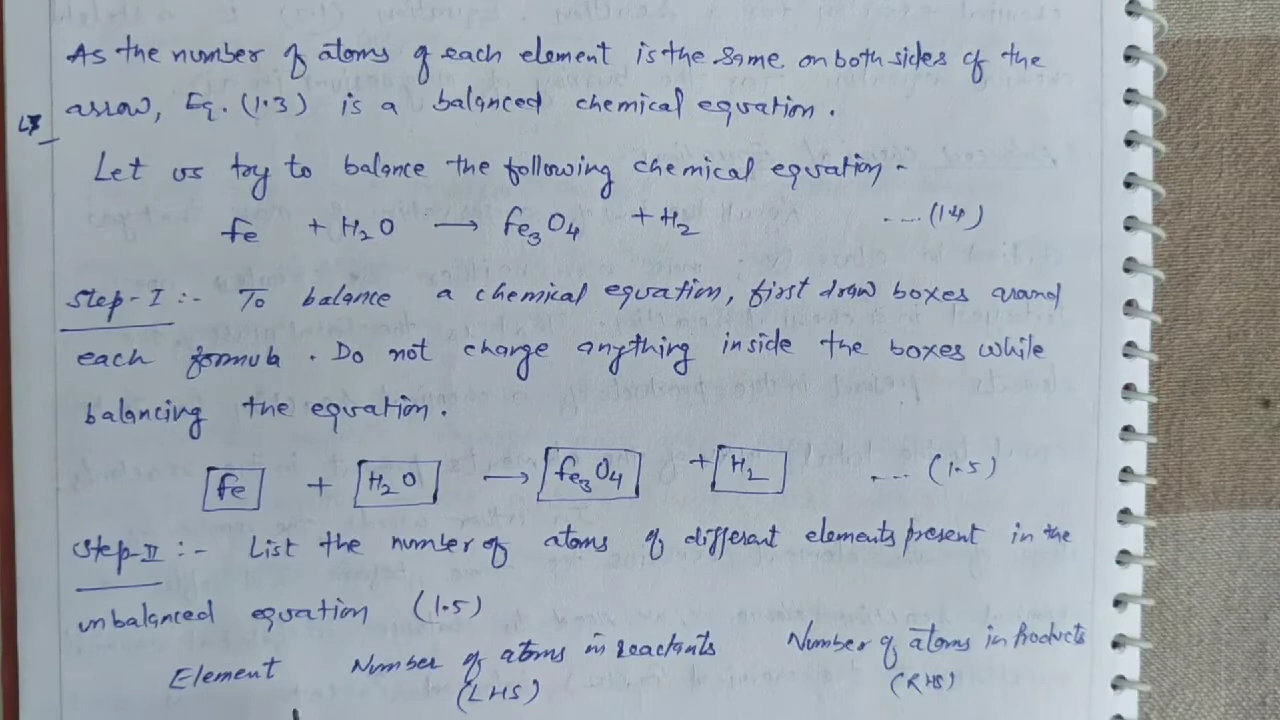 As the number of atoms of each element is the same on both sides of the
arrow, Eq. (1.3) is a balanced chemical equation.
Let us try to balance the following chemical equation -
Fe + H₂O → Fe₃O₄ + H₂ ....(1.4)
Step-I :- To balance a chemical equation, first draw boxes around
each formula. Do not change anything inside the boxes while
balancing the equation.
Fe + H₂O → Fe₃O₄ + H₂ .... (1.5)
Step-II :- List the number of atoms of different elements present in the
unbalanced equation (1.5)
Element Number of atoms in reactants (LHS) Number of atoms in Products (RHS)